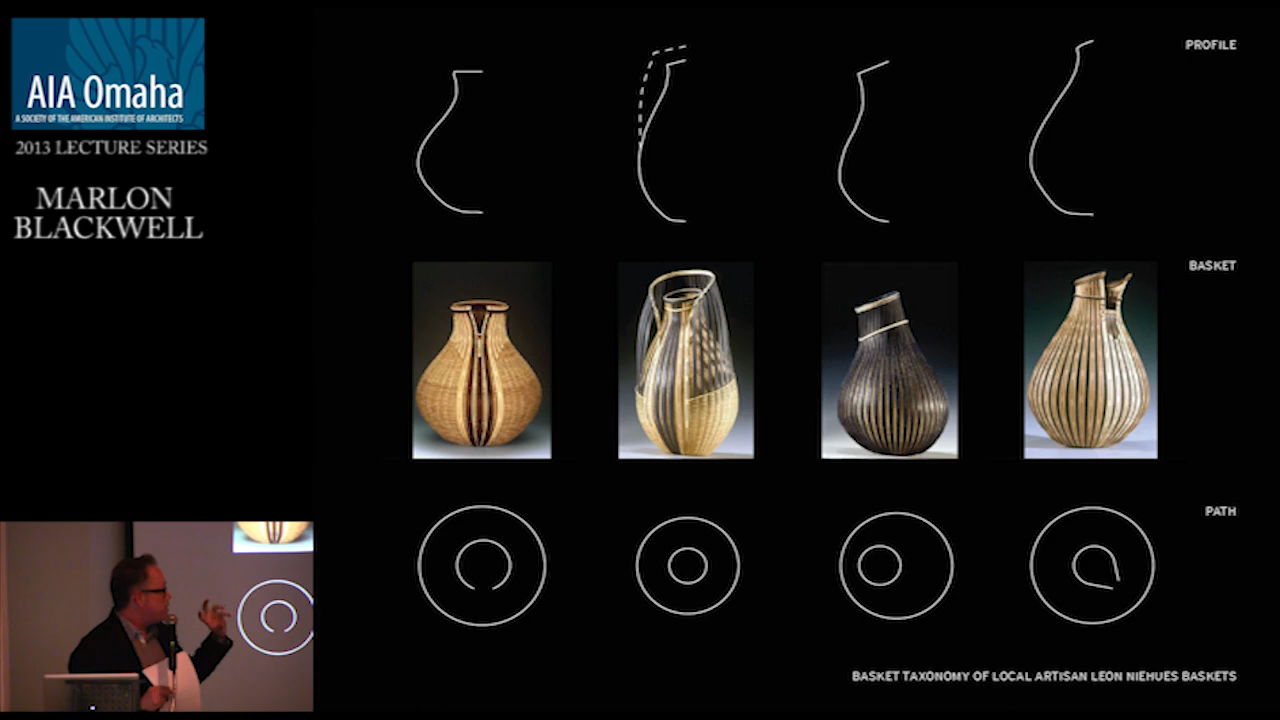 AIA Omaha
A SOCIETY OF THE AMERICAN INSTITUTE OF ARCHITECTS
2013 LECTURE SERIES
MARLON
BLACKWELL
PROFILE
BASKET
PATH
BASKET TAXONOMY OF LOCAL ARTISAN LEON NIEHUES BASKETS